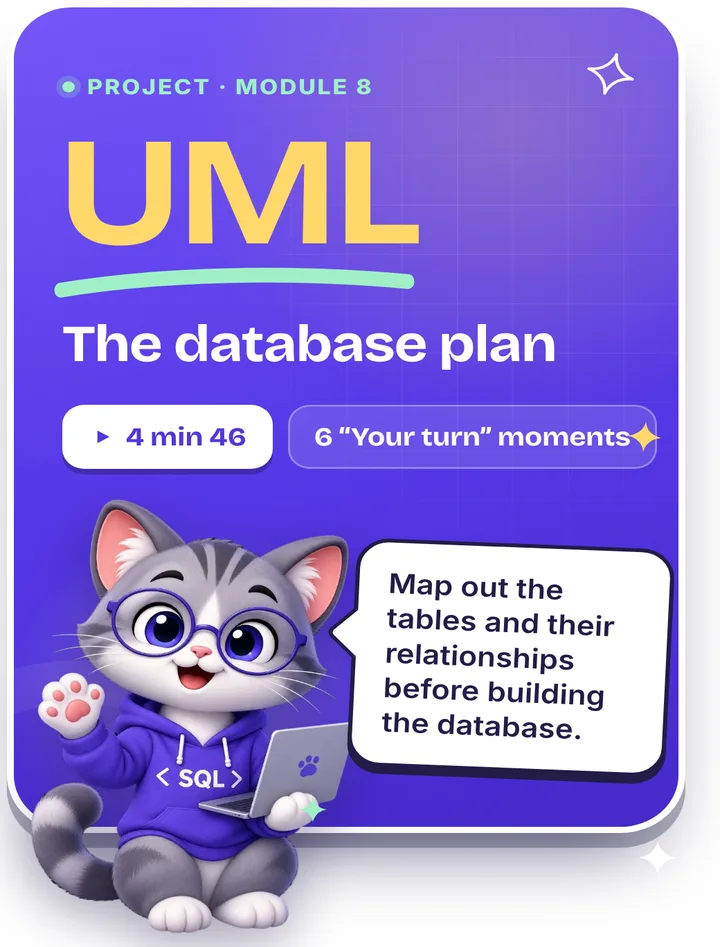 PROJECT · MODULE 8
UML
The database plan
4 min 46
6 “Your turn” moments
Map out the
tables and their
relationships
before building
the database.
< SQL >